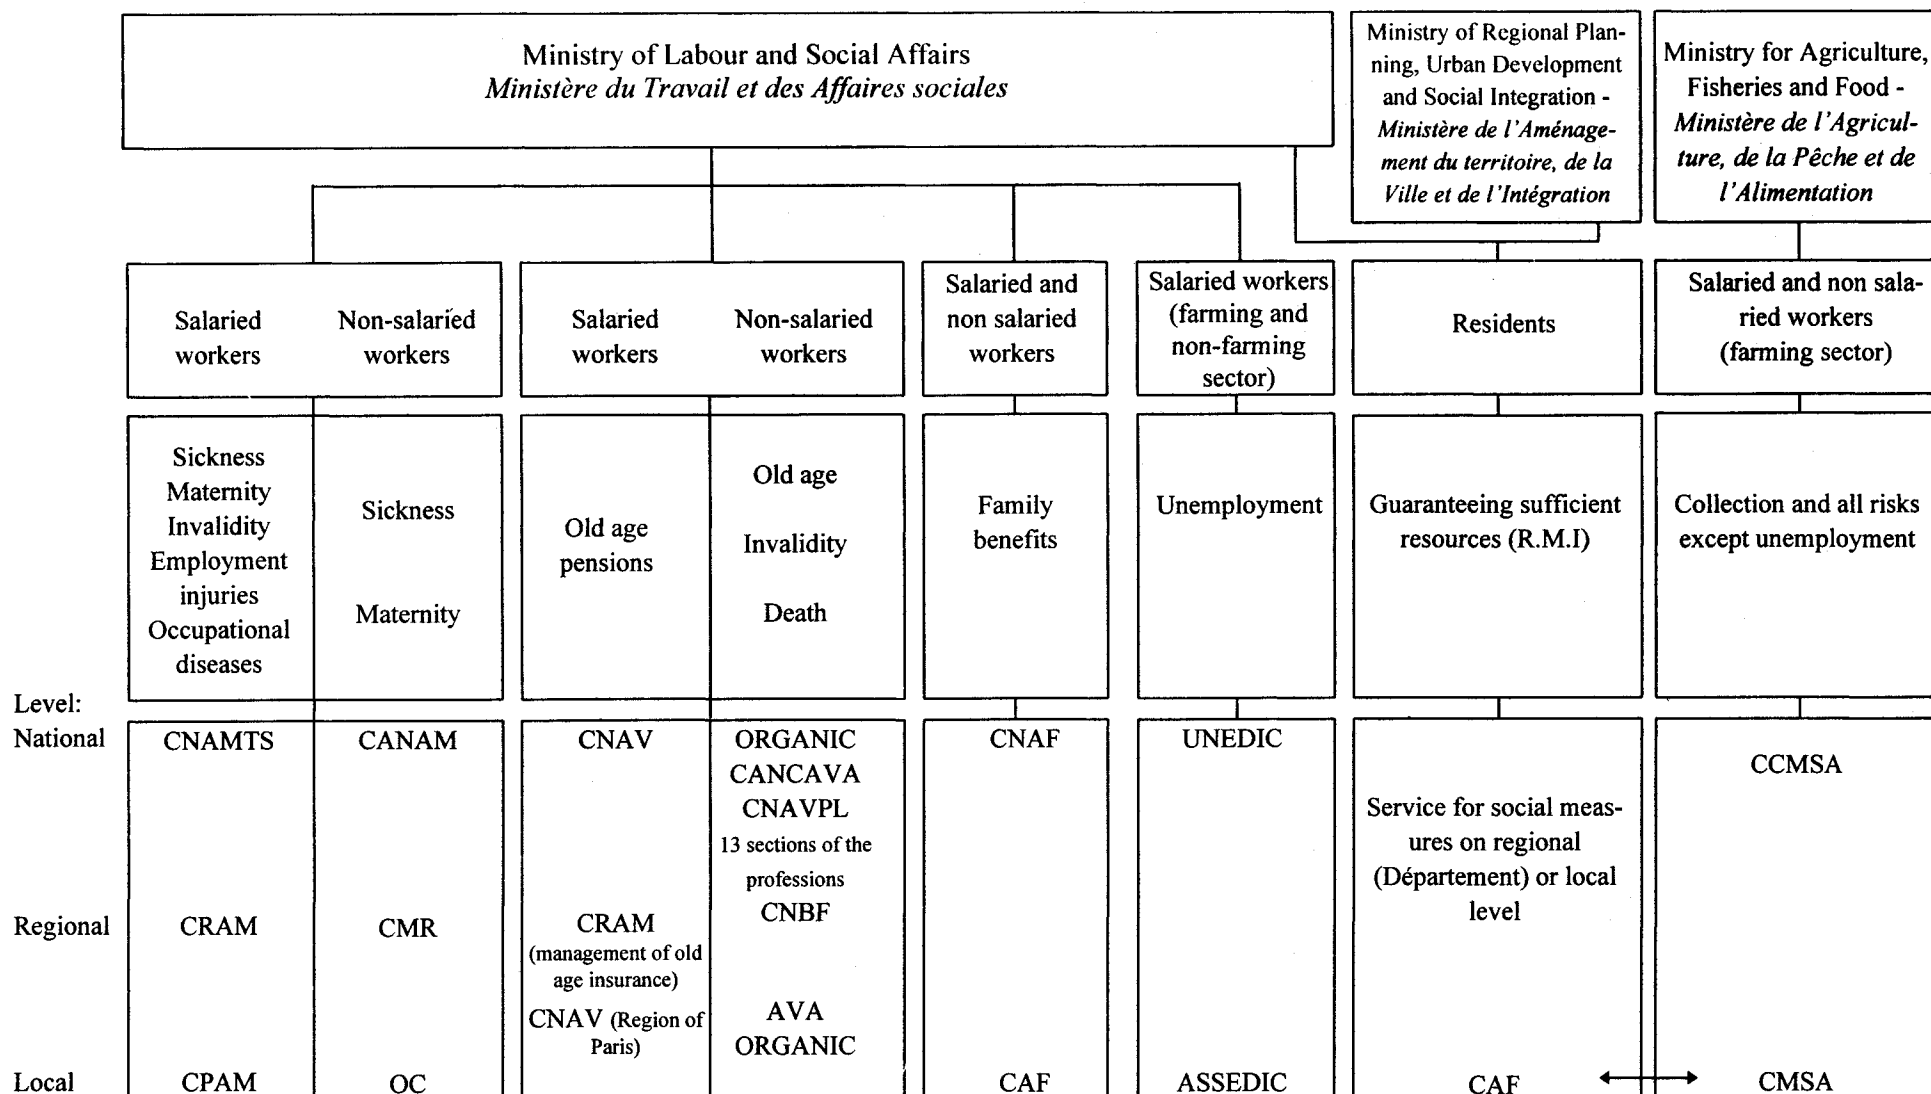 Ministry of Labour and Social Affairs
Ministère du Travail et des Affaires sociales
Ministry of Regional Plan-
ning, Urban Development
and Social Integration -
Ministère de l'Aménage-
ment du territoire, de la
Ville et de l'Intégration
Ministry for Agriculture,
Fisheries and Food -
Ministère de l'Agricul-
ture, de la Pêche et de
l'Alimentation
Salaried
workers
Non-salaried
workers
Salaried
workers
Non-salaried
workers
Salaried and
non salaried
workers
Salaried workers
(farming and
non-farming
sector)
Residents
Salaried and non sala-
ried workers
(farming sector)
Sickness
Maternity
Invalidity
Employment
injuries
Occupational
diseases
Sickness
Maternity
Old age
pensions
Old age
Invalidity
Death
Family
benefits
Unemployment
Guaranteeing sufficient
resources (R.M.I)
Collection and all risks
except unemployment
Level:
National
CNAMTS
CANAM
CNAV
ORGANIC
CANCAVA
CNAVPL
13 sections of the
professions
CNBF
CNAF
UNEDIC
Service for social meas-
ures on regional
(Département) or local
level
CCMSA
Regional
CRAM
CMR
CRAM
(management of old
age insurance)
CNAV (Region of
Paris)
AVA
ORGANIC
Local
CPAM
OC
CAF
ASSEDIC
CAF
CMSA